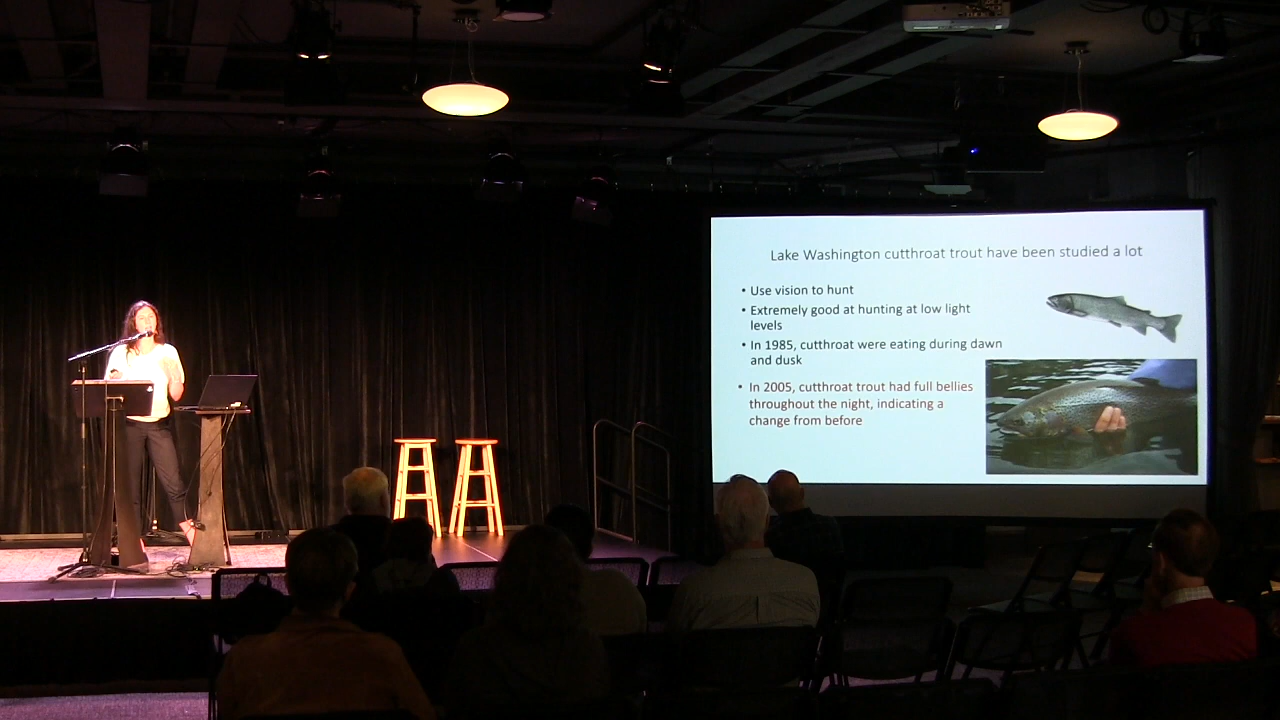 Lake Washington cutthroat trout have been studied a lot
• Use vision to hunt
• Extremely good at hunting at low light
levels
• In 1985, cutthroat were eating during dawn
and dusk
• In 2005, cutthroat trout had full bellies
throughout the night, indicating a
change from before